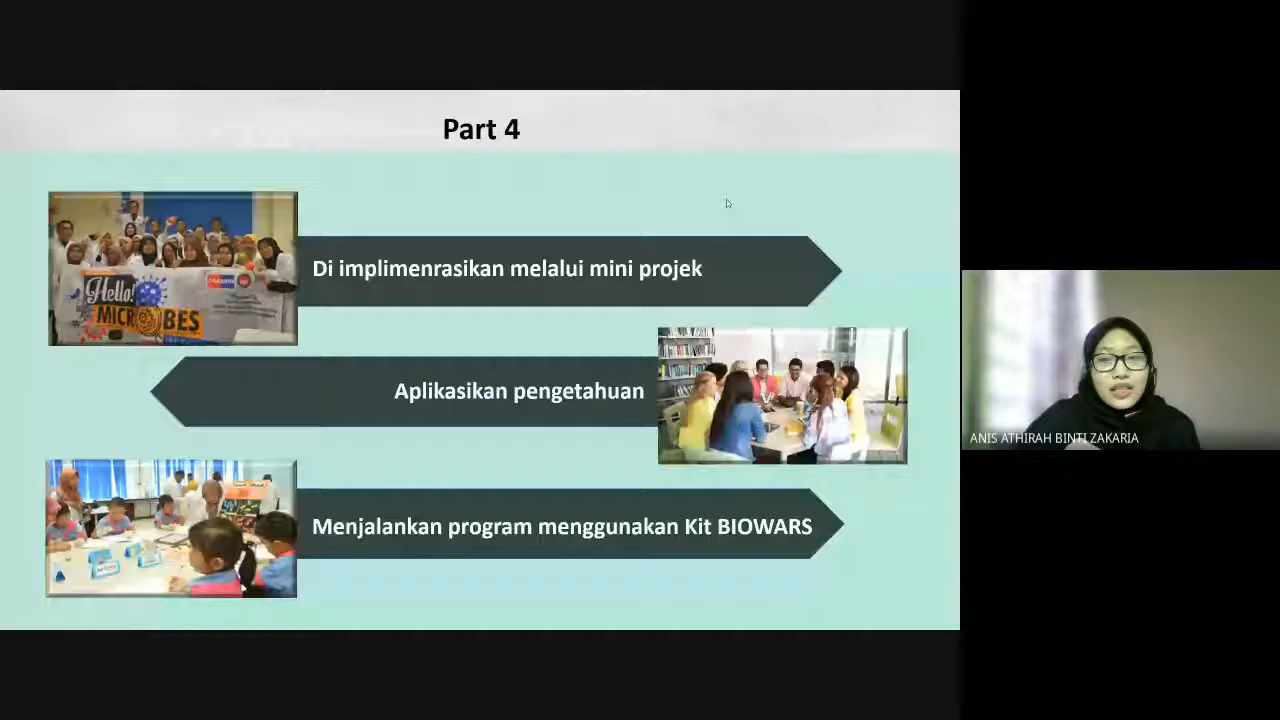 Part 4
Di implimenrasikan melalui mini projek
Hello!
MICROBES
Aplikasikan pengetahuan
Menjalankan program menggunakan Kit BIOWARS
ANIS ATHIRAH BINTI ZAKARIA